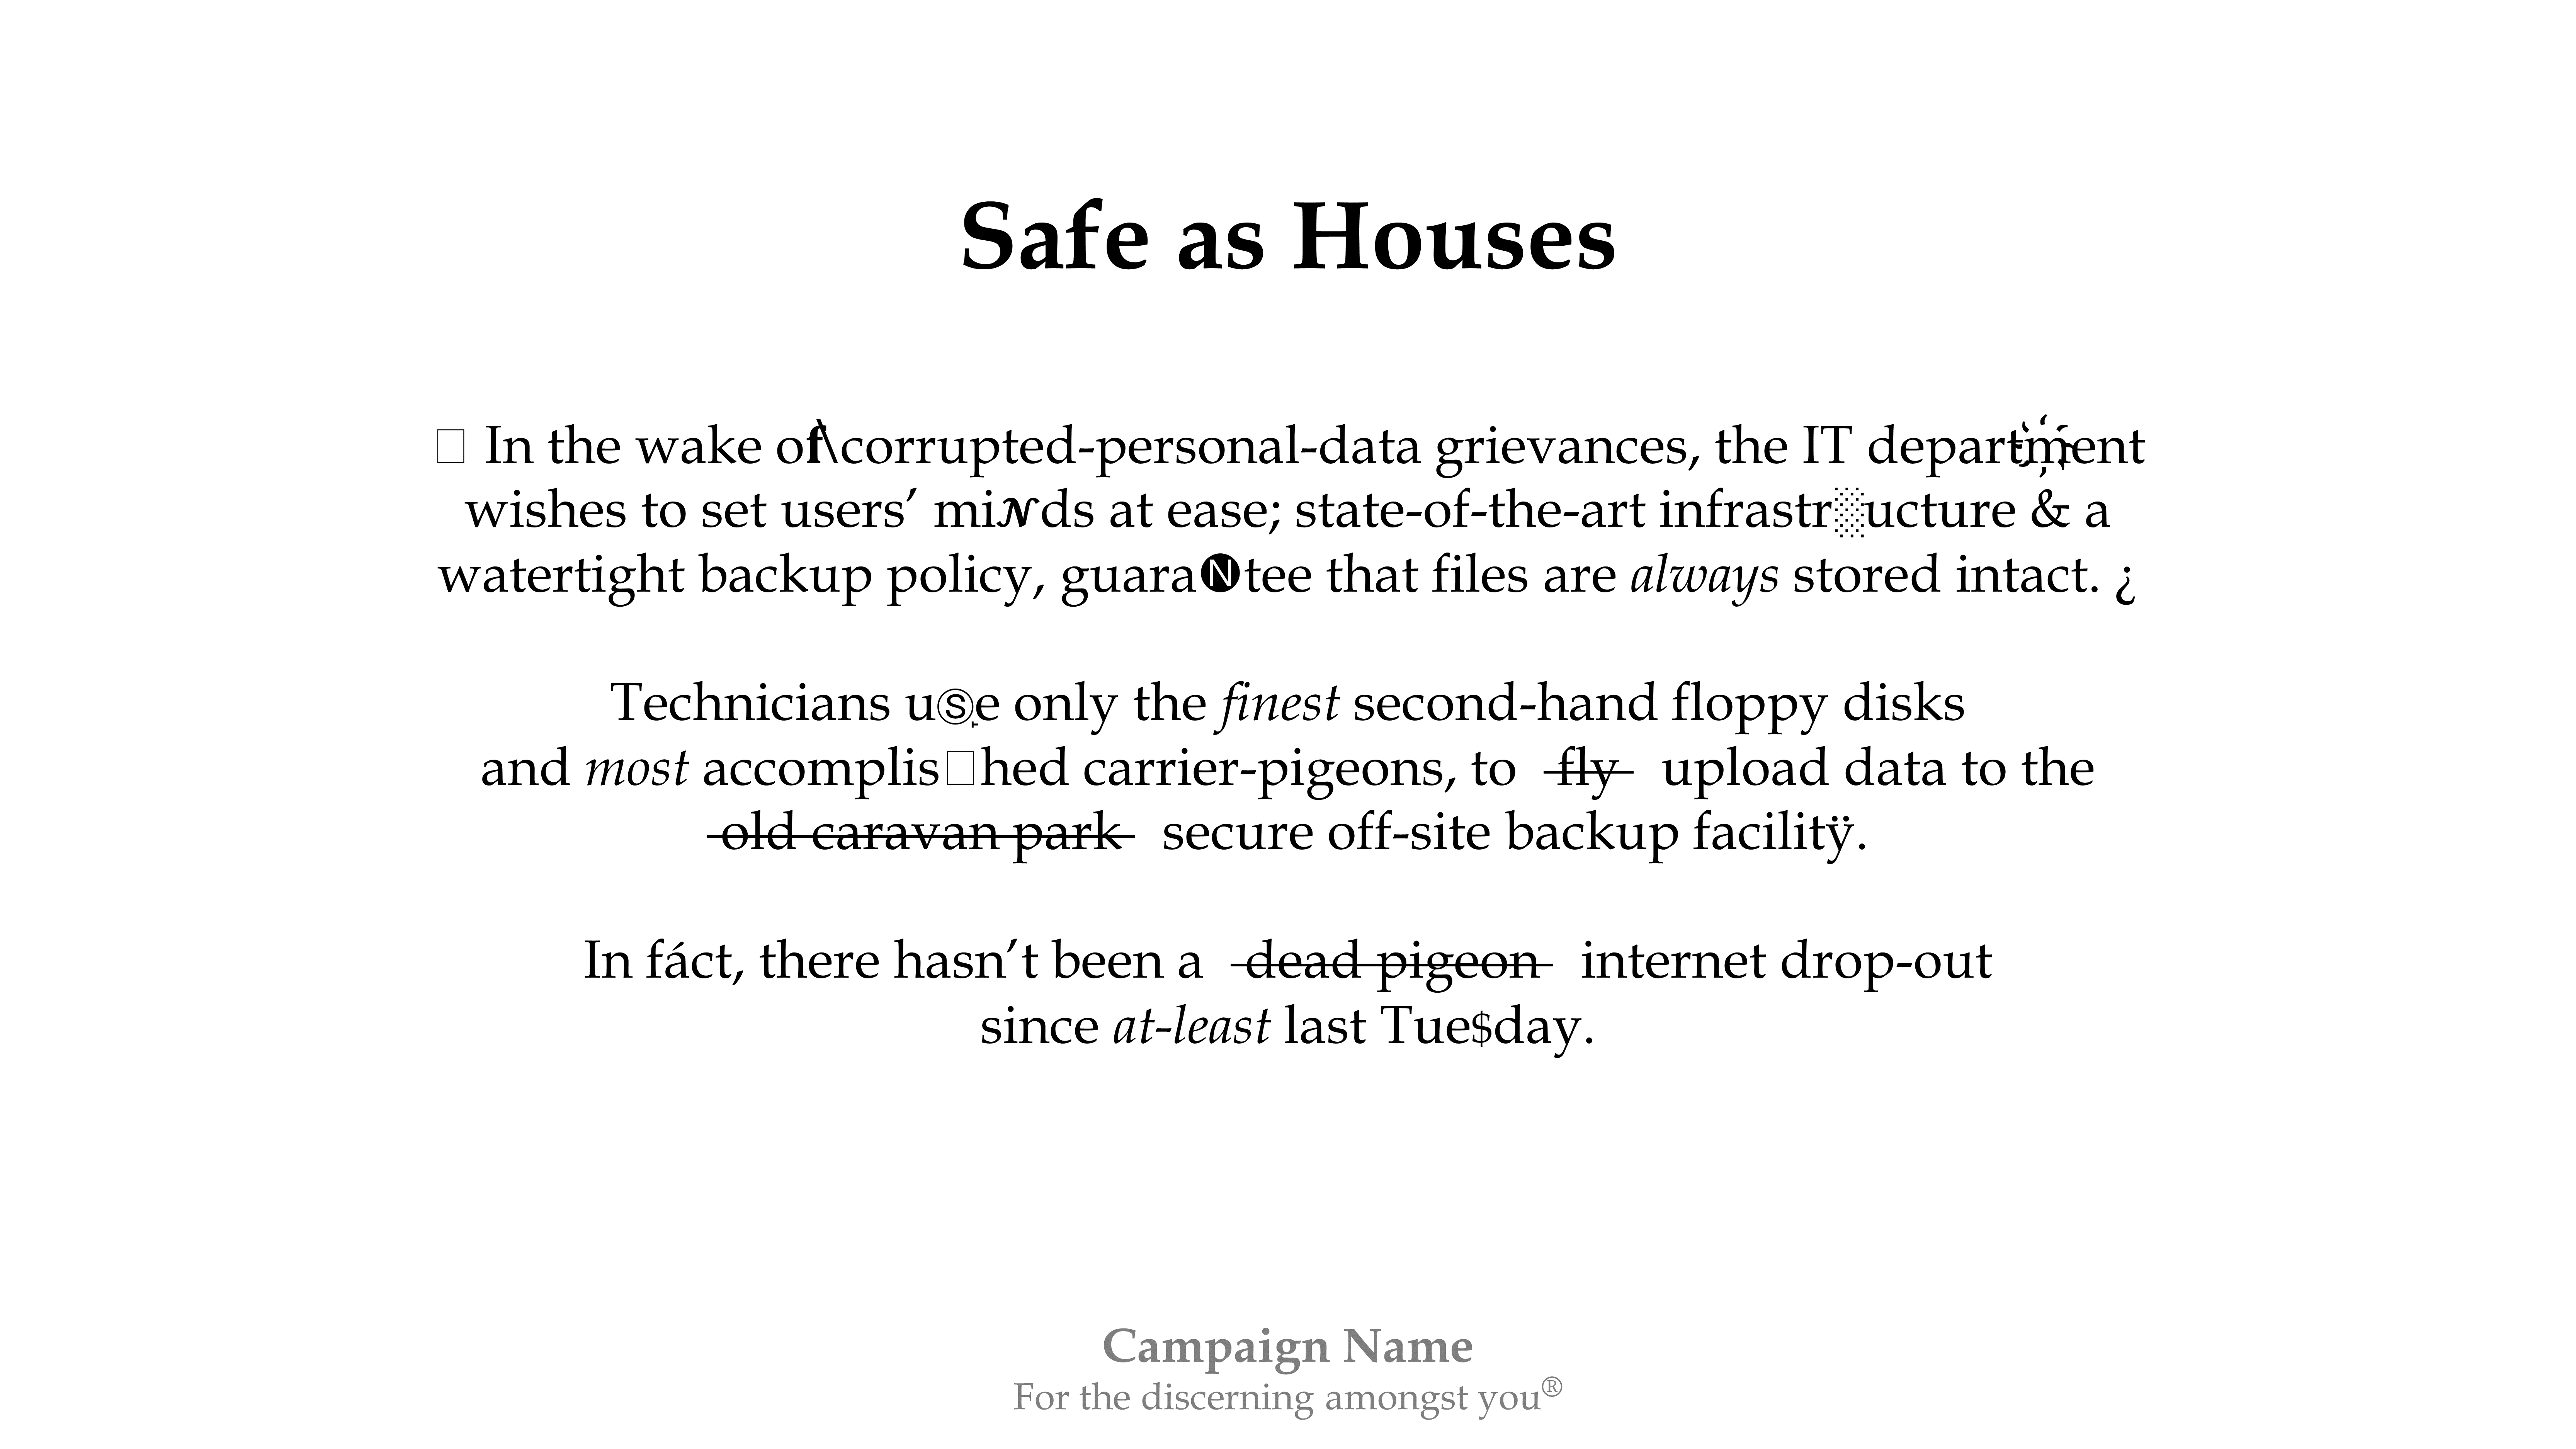 Safe as Houses
□ In the wake of\corrupted-personal-data grievances, the IT department
wishes to set users’ mi𝓝ds at ease; state-of-the-art infrastr░ucture & a
watertight backup policy, guara🅝tee that files are always stored intact. ¿
Technicians uⓢe only the finest second-hand floppy disks
and most accomplis□hed carrier-pigeons, to fly upload data to the
old caravan park secure off-site backup facilitÿ.
In fáct, there hasn’t been a dead pigeon internet drop-out
since at-least last Tue$day.
Campaign Name
For the discerning amongst you®